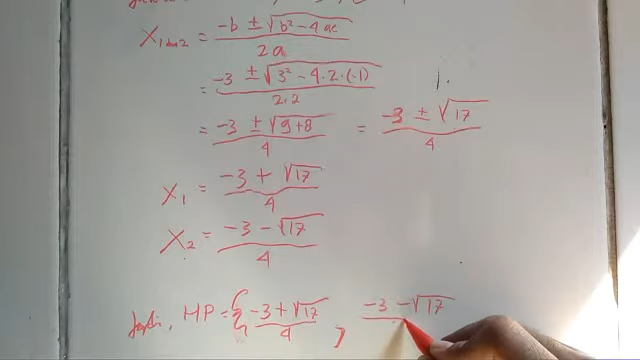 X1 dan 2 = (-b ± √(b² - 4ac)) / 2a
= (-3 ± √(3² - 4·2·(-1))) / 2·2
= (-3 ± √(9+8)) / 4 = (-3 ± √17) / 4
X₁ = (-3 + √17) / 4
X₂ = (-3 - √17) / 4
Jadi, HP = { (-3 + √17) / 4 , (-3 - √17)